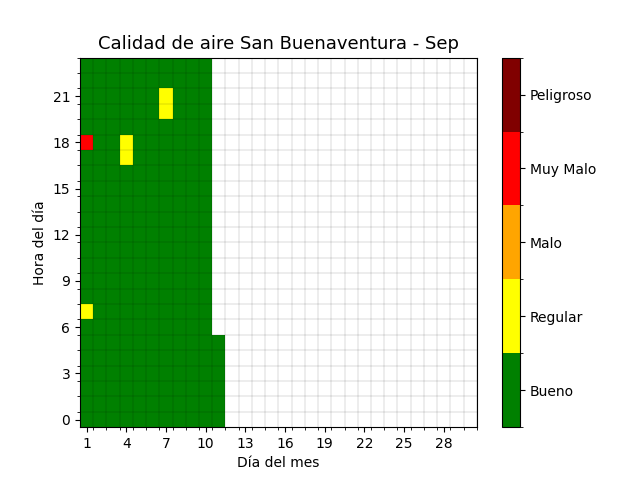 Calidad de aire San Buenaventura - Sep
Hora del día
21
18
15
12
9
6
3
0
1 4 7 10 13 16 19 22 25 28
Día del mes
Peligroso
Muy Malo
Malo
Regular
Bueno